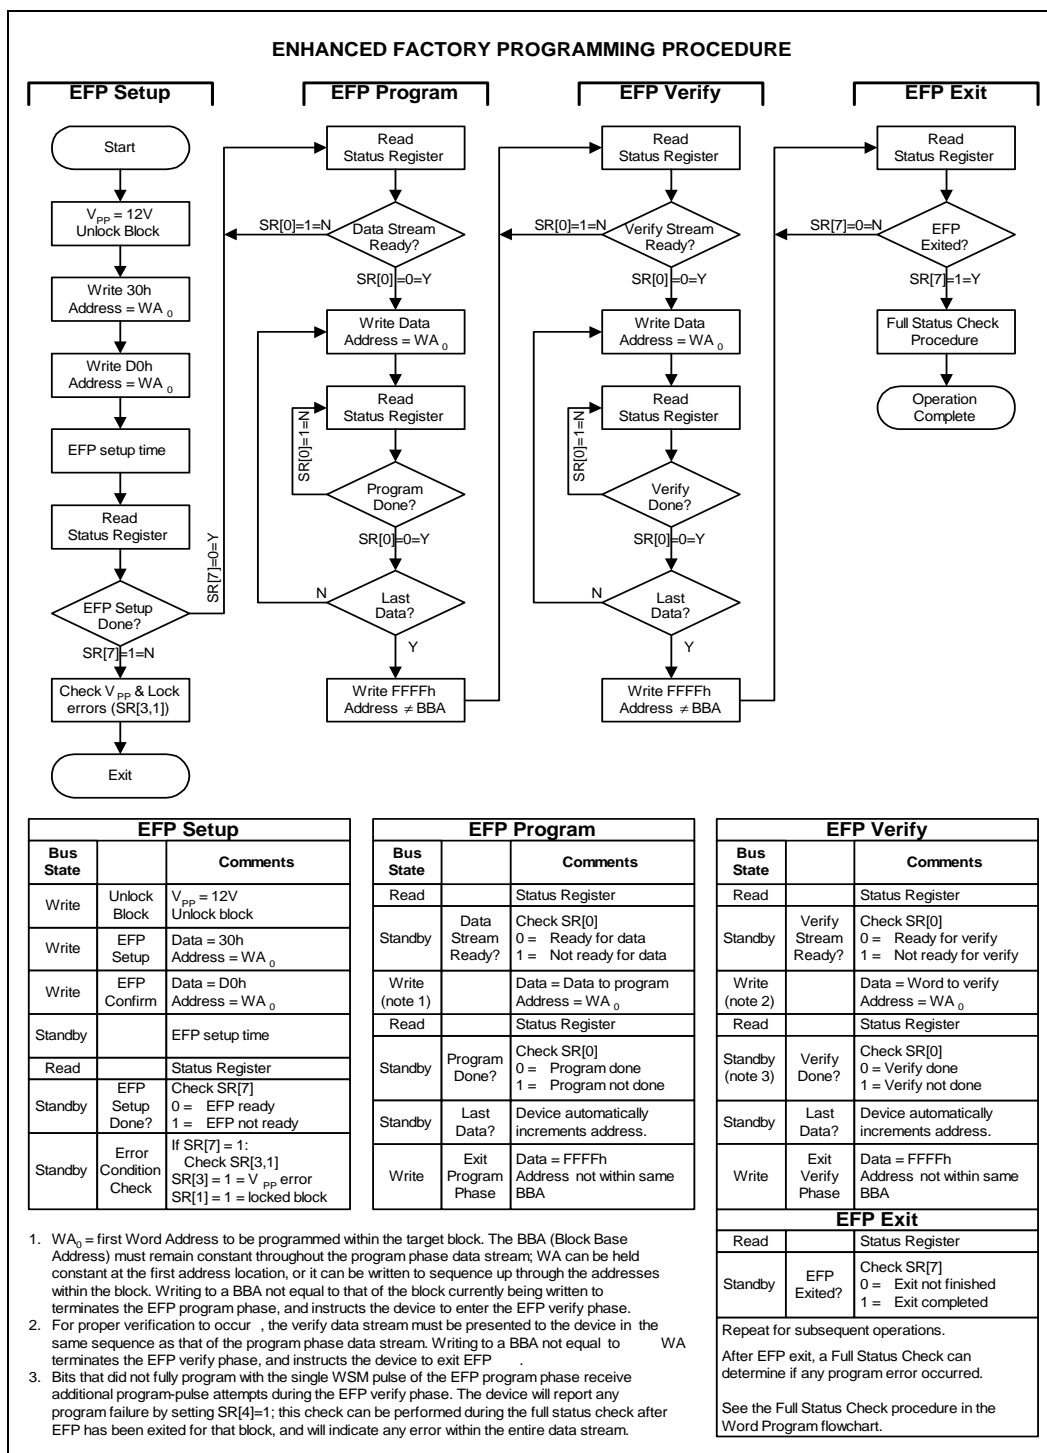 ENHANCED FACTORY PROGRAMMING PROCEDURE
EFP Setup
Start
VPP = 12V
Unlock Block
Write 30h
Address = WA 0
Write D0h
Address = WA 0
EFP setup time
Read
Status Register
EFP Setup
Done?
SR[7]=0=Y
SR[7]=1=N
Check VPP & Lock
errors (SR[3,1])
Exit
EFP Program
Read
Status Register
SR[0]=1=N
Data Stream
Ready?
SR[0]=0=Y
Write Data
Address = WA 0
Read
Status Register
SR[0]=1=N
Program
Done?
SR[0]=0=Y
N
Last
Data?
Y
Write FFFFh
Address ≠ BBA
EFP Verify
Read
Status Register
SR[0]=1=N
Verify Stream
Ready?
SR[0]=0=Y
Write Data
Address = WA 0
Read
Status Register
SR[0]=1=N
Verify
Done?
SR[0]=0=Y
N
Last
Data?
Y
Write FFFFh
Address ≠ BBA
EFP Exit
Read
Status Register
SR[7]=0=N
EFP
Exited?
SR[7]=1=Y
Full Status Check
Procedure
Operation
Complete
EFP Setup
Bus
State
Comments
Write
Unlock
Block
VPP = 12V
Unlock block
Write
EFP
Setup
Data = 30h
Address = WA 0
Write
EFP
Confirm
Data = D0h
Address = WA 0
Standby
EFP setup time
Read
Status Register
Standby
EFP
Setup
Done?
Check SR[7]
0 = EFP ready
1 = EFP not ready
Standby
Error
Condition
Check
If SR[7] = 1:
Check SR[3,1]
SR[3] = 1 = VPP error
SR[1] = 1 = locked block
EFP Program
Bus
State
Comments
Read
Status Register
Standby
Data
Stream
Ready?
Check SR[0]
0 = Ready for data
1 = Not ready for data
Write
(note 1)
Data = Data to program
Address = WA 0
Read
Status Register
Standby
Program
Done?
Check SR[0]
0 = Program done
1 = Program not done
Standby
Last
Data?
Device automatically
increments address.
Write
Exit
Program
Phase
Data = FFFFh
Address not within same
BBA
EFP Verify
Bus
State
Comments
Read
Status Register
Standby
Verify
Stream
Ready?
Check SR[0]
0 = Ready for verify
1 = Not ready for verify
Write
(note 2)
Data = Word to verify
Address = WA 0
Read
Status Register
Standby
(note 3)
Verify
Done?
Check SR[0]
0 = Verify done
1 = Verify not done
Standby
Last
Data?
Device automatically
increments address.
Write
Exit
Verify
Phase
Data = FFFFh
Address not within same
BBA
EFP Exit
Read
Status Register
Standby
EFP
Exited?
Check SR[7]
0 = Exit not finished
1 = Exit completed
Repeat for subsequent operations.
After EFP exit, a Full Status Check can
determine if any program error occurred.
See the Full Status Check procedure in the
Word Program flowchart.
1. WA0 = first Word Address to be programmed within the target block. The BBA (Block Base
Address) must remain constant throughout the program phase data stream; WA can be held
constant at the first address location, or it can be written to sequence up through the addresses
within the block. Writing to a BBA not equal to that of the block currently being written to
terminates the EFP program phase, and instructs the device to enter the EFP verify phase.
2. For proper verification to occur , the verify data stream must be presented to the device in the
same sequence as that of the program phase data stream. Writing to a BBA not equal to WA
terminates the EFP verify phase, and instructs the device to exit EFP .
3. Bits that did not fully program with the single WSM pulse of the EFP program phase receive
additional program-pulse attempts during the EFP verify phase. The device will report any
program failure by setting SR[4]=1; this check can be performed during the full status check after
EFP has been exited for that block, and will indicate any error within the entire data stream.